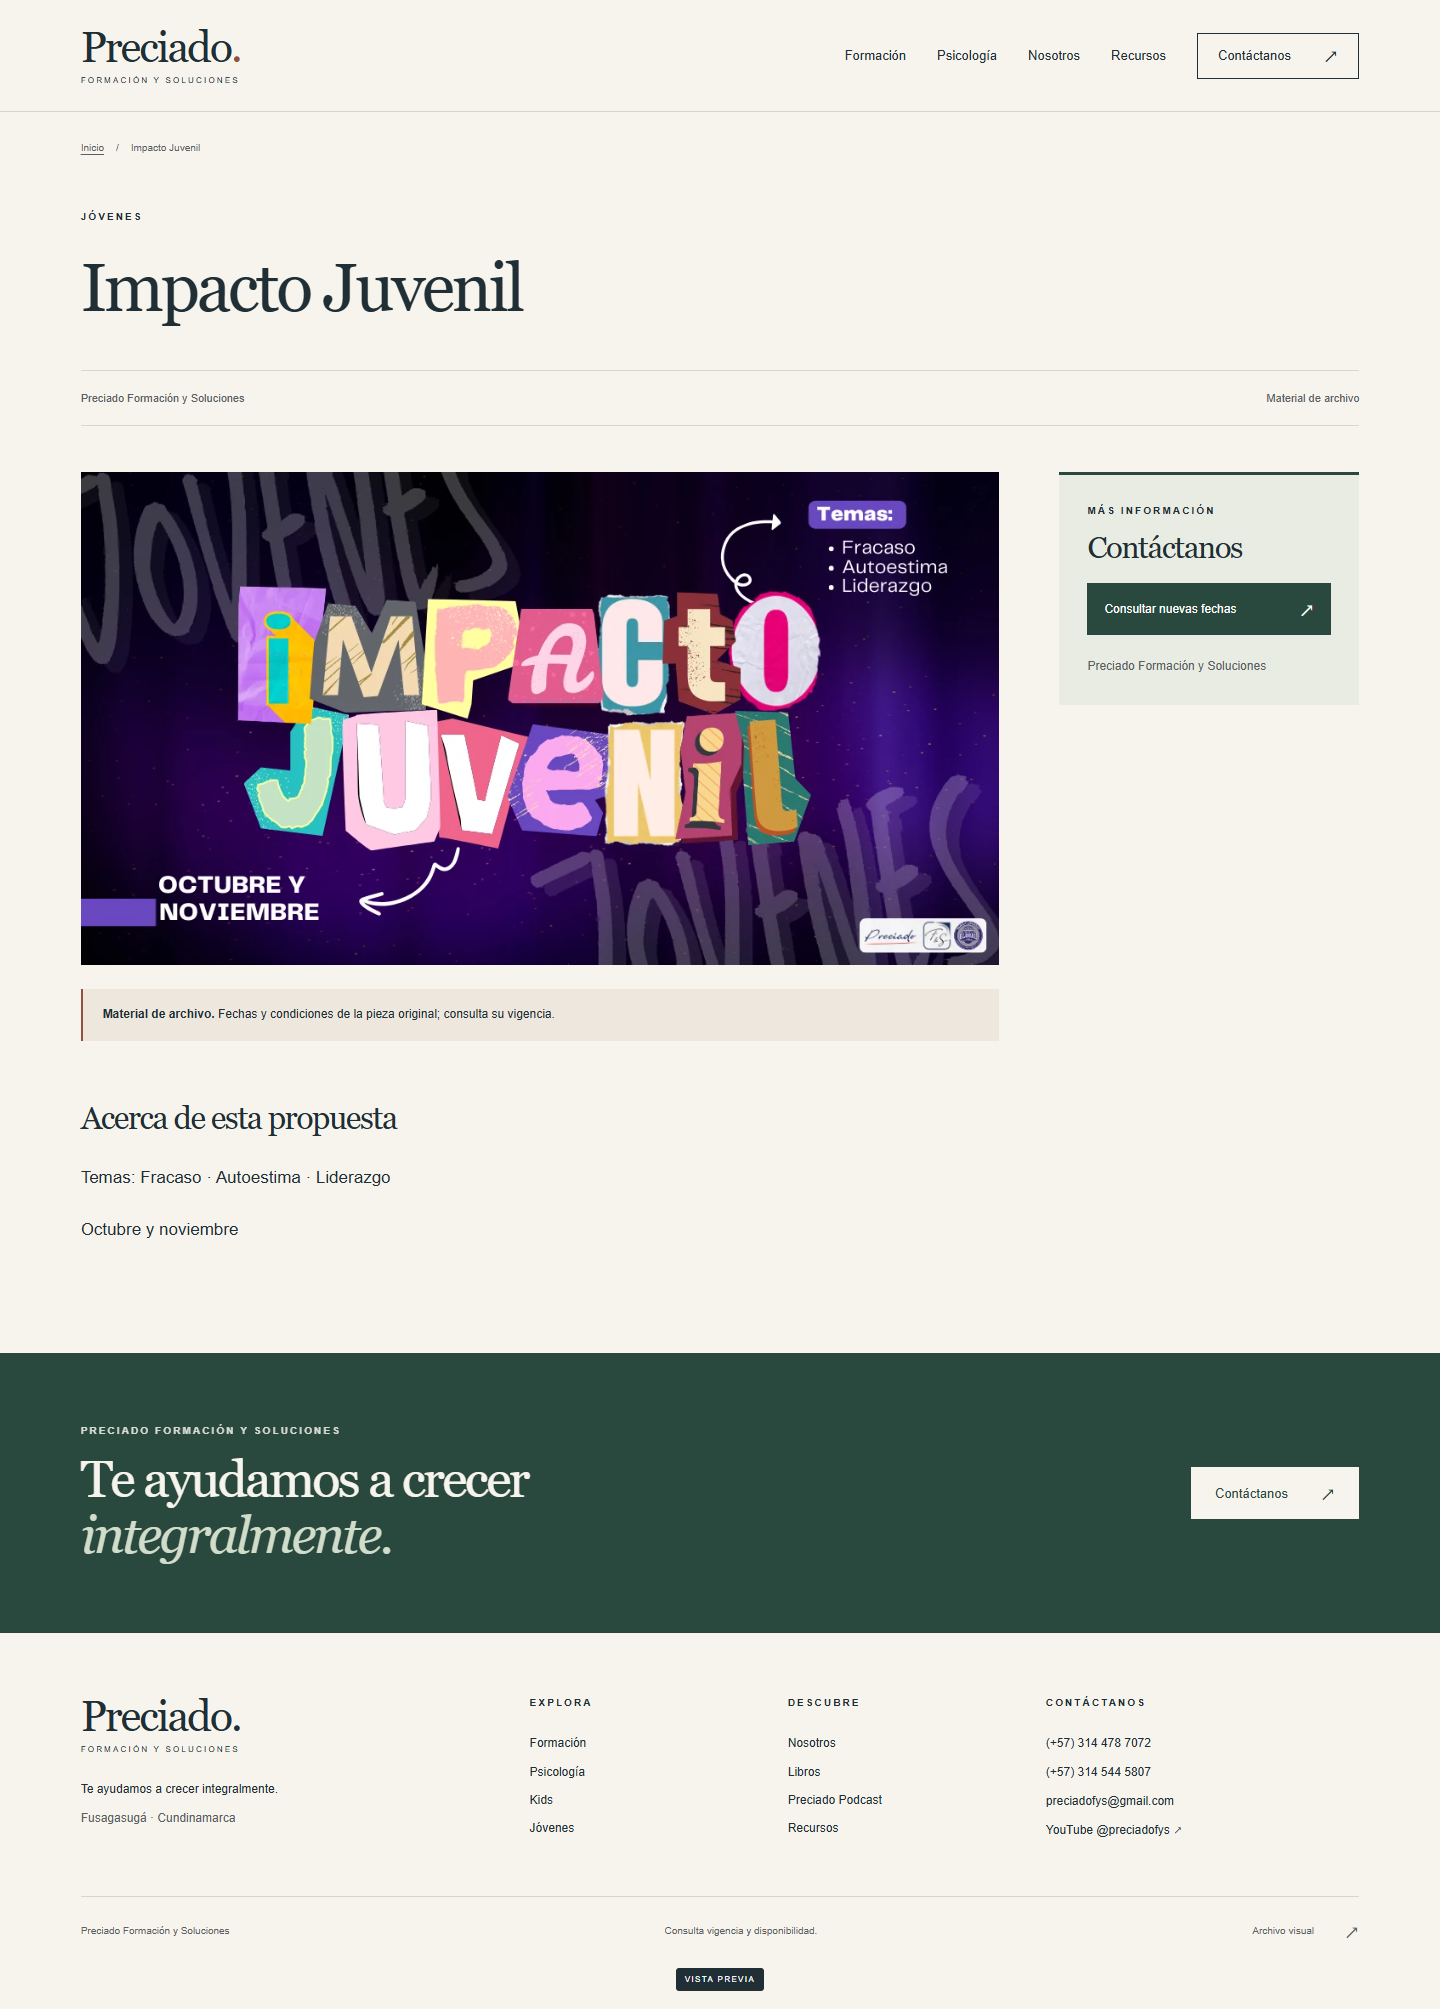 Preciado.
FORMACIÓN Y SOLUCIONES
Formación
Psicología
Nosotros
Recursos
Contáctanos ↗
Inicio / Impacto Juvenil
JÓVENES
Impacto Juvenil
Preciado Formación y Soluciones
Material de archivo
JOVENES
Temas:
• Fracaso
• Autoestima
• Liderazgo
iMPActO
JUVeNiL
OCTUBRE Y
NOVIEMBRE
JOVENES
Preciado
MÁS INFORMACIÓN
Contáctanos
Consultar nuevas fechas ↗
Preciado Formación y Soluciones
Material de archivo. Fechas y condiciones de la pieza original; consulta su vigencia.
Acerca de esta propuesta
Temas: Fracaso · Autoestima · Liderazgo
Octubre y noviembre
PRECIADO FORMACIÓN Y SOLUCIONES
Te ayudamos a crecer
integralmente.
Contáctanos ↗
Preciado.
FORMACIÓN Y SOLUCIONES
Te ayudamos a crecer integralmente.
Fusagasugá · Cundinamarca
EXPLORA
Formación
Psicología
Kids
Jóvenes
DESCUBRE
Nosotros
Libros
Preciado Podcast
Recursos
CONTÁCTANOS
(+57) 314 478 7072
(+57) 314 544 5807
preciadofys@gmail.com
YouTube @preciadofys ↗
Preciado Formación y Soluciones
Consulta vigencia y disponibilidad.
Archivo visual ↗
VISTA PREVIA